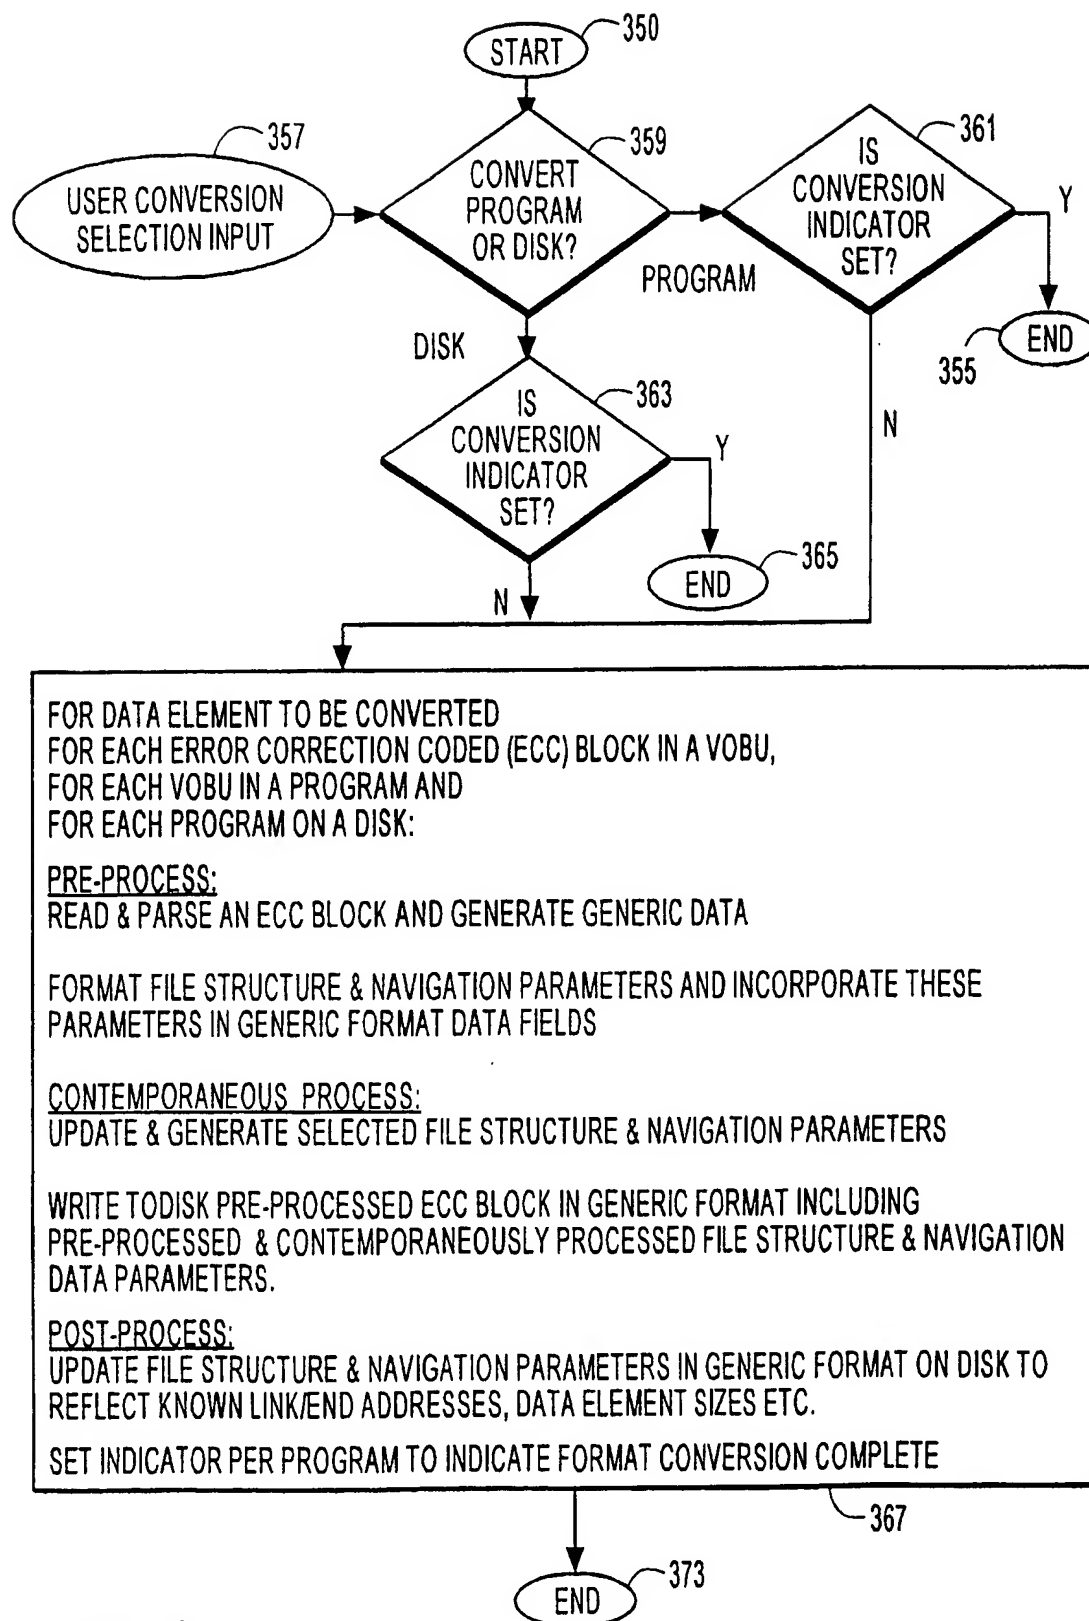 350
START
357
359
361
USER CONVERSION
SELECTION INPUT
CONVERT
PROGRAM
OR DISK?
IS
CONVERSION
INDICATOR
SET?
Y
PROGRAM
DISK
END
355
363
IS
CONVERSION
INDICATOR
SET?
Y
N
END
365
N
FOR DATA ELEMENT TO BE CONVERTED
FOR EACH ERROR CORRECTION CODED (ECC) BLOCK IN A VOBU,
FOR EACH VOBU IN A PROGRAM AND
FOR EACH PROGRAM ON A DISK:
PRE-PROCESS:
READ & PARSE AN ECC BLOCK AND GENERATE GENERIC DATA
FORMAT FILE STRUCTURE & NAVIGATION PARAMETERS AND INCORPORATE THESE
PARAMETERS IN GENERIC FORMAT DATA FIELDS
CONTEMPORANEOUS PROCESS:
UPDATE & GENERATE SELECTED FILE STRUCTURE & NAVIGATION PARAMETERS
WRITE TODISK PRE-PROCESSED ECC BLOCK IN GENERIC FORMAT INCLUDING
PRE-PROCESSED & CONTEMPORANEOUSLY PROCESSED FILE STRUCTURE & NAVIGATION
DATA PARAMETERS.
POST-PROCESS:
UPDATE FILE STRUCTURE & NAVIGATION PARAMETERS IN GENERIC FORMAT ON DISK TO
REFLECT KNOWN LINK/END ADDRESSES, DATA ELEMENT SIZES ETC.
SET INDICATOR PER PROGRAM TO INDICATE FORMAT CONVERSION COMPLETE
367
373
END